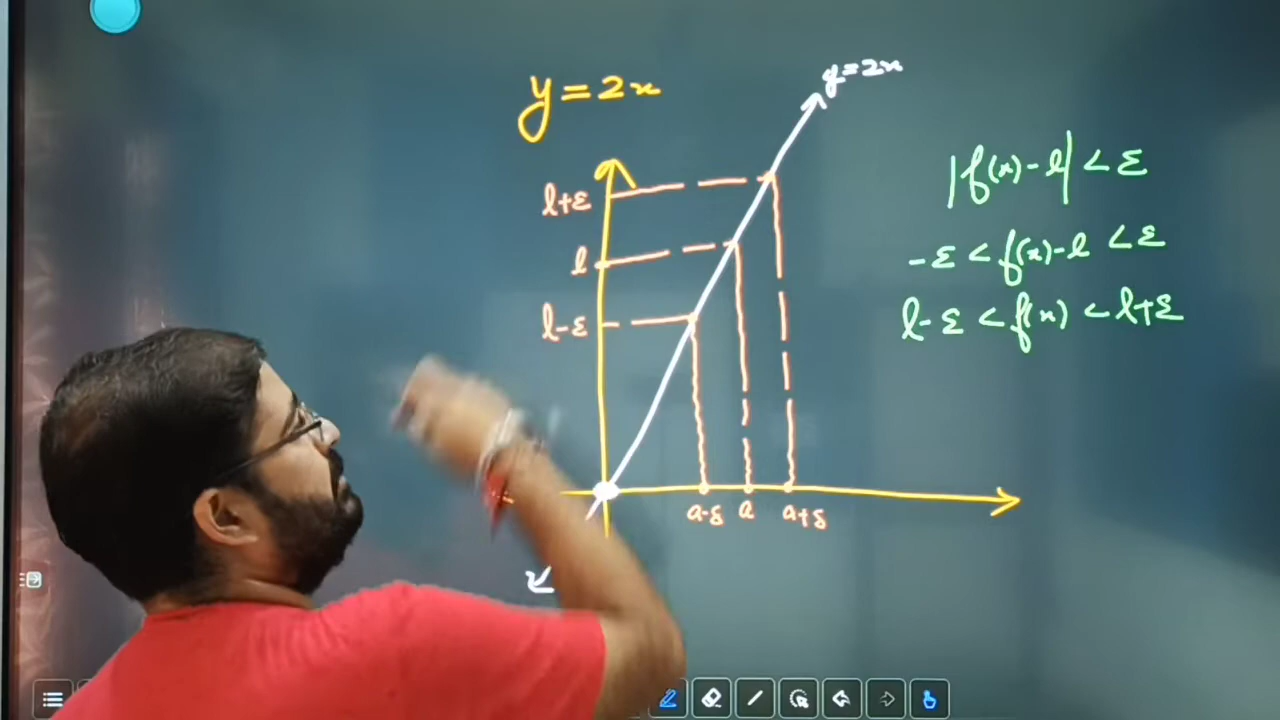 y = 2x
y = 2x
l+ε
l
l-ε
a-δ a a+δ
|f(x)-l| < ε
-ε < f(x)-l < ε
l-ε < f(x) < l+ε